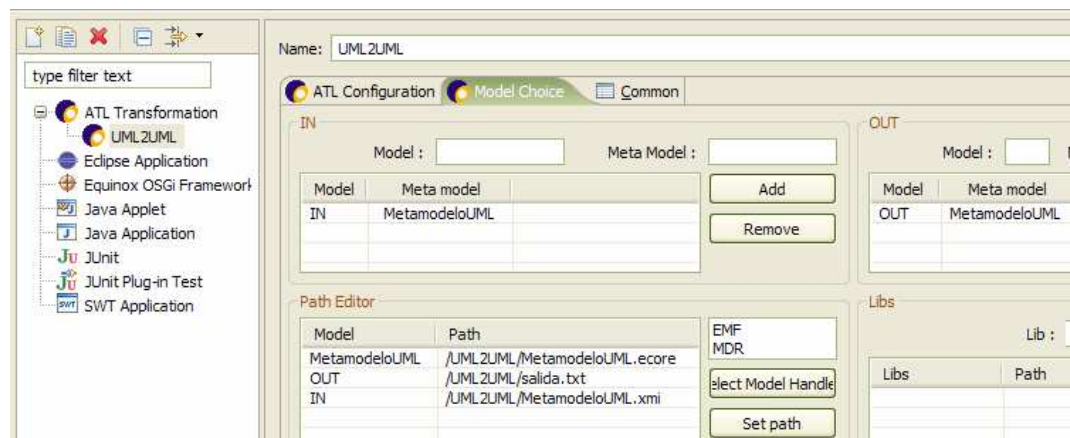 Name: UML2UML
type filter text
ATL Configuration Model Choice Common
ATL Transformation
UML2UML
Eclipse Application
Equinox OSGi Framework
Java Applet
Java Application
JUnit
JUnit Plug-in Test
SWT Application
IN
Model : Meta Model :
Model Meta model
IN MetamodeloUML
Add
Remove
OUT
Model :
Model Meta model
OUT MetamodeloUML
Path Editor
Model Path
MetamodeloUML /UML2UML/MetamodeloUML.ecore
OUT /UML2UML/salida.txt
IN /UML2UML/MetamodeloUML.xmi
EMF
MDR
elect Model Handle
Set path
Libs
Lib :
Libs Path